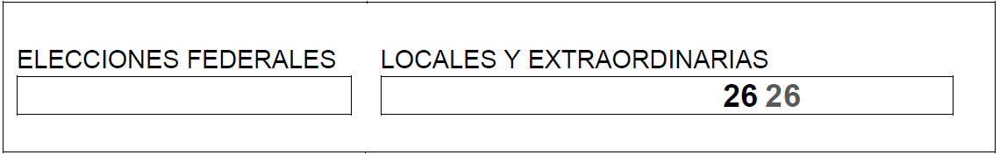 ELECCIONES FEDERALES
LOCALES Y EXTRAORDINARIAS
26 26